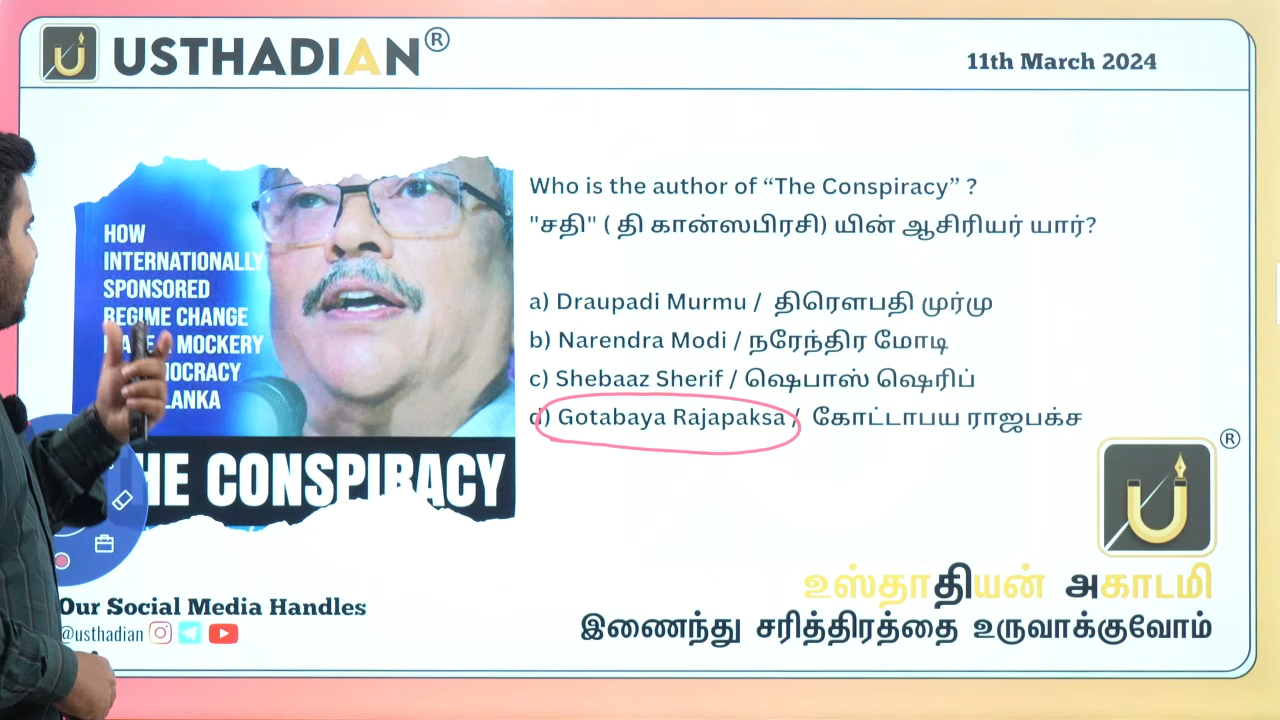 USTHADIAN®
11th March 2024
HOW
INTERNATIONALLY
SPONSORED
REGIME CHANGE
MOCKERY
LANKA
THE CONSPIRACY
Who is the author of “The Conspiracy” ?
"சதி" ( தி கான்ஸபிரசி) யின் ஆசிரியர் யார்?
a) Draupadi Murmu / திரௌபதி முர்மு
b) Narendra Modi / நரேந்திர மோடி
c) Shebaaz Sherif / ஷெபாஸ் ஷெரிப்
d) Gotabaya Rajapaksa / கோட்டாபய ராஜபக்ச
®
உஸ்தாதியன் அகாடமி
இணைந்து சரித்திரத்தை உருவாக்குவோம்
Our Social Media Handles
@usthadian